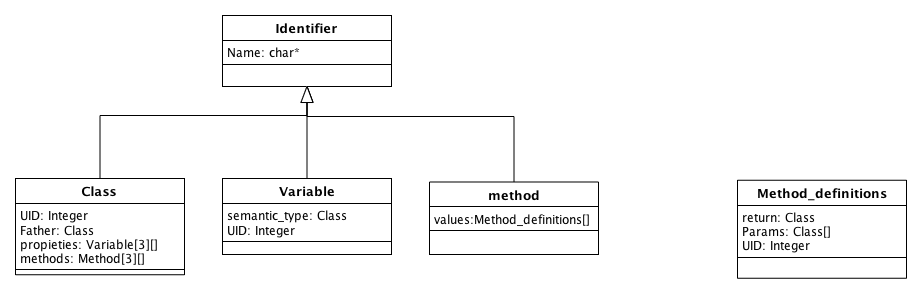 Identifier
Name: char*
Class
UID: Integer
Father: Class
propieties: Variable[3][]
methods: Method[3][]
Variable
semantic_type: Class
UID: Integer
method
values:Method_definitions[]
Method_definitions
return: Class
Params: Class[]
UID: Integer